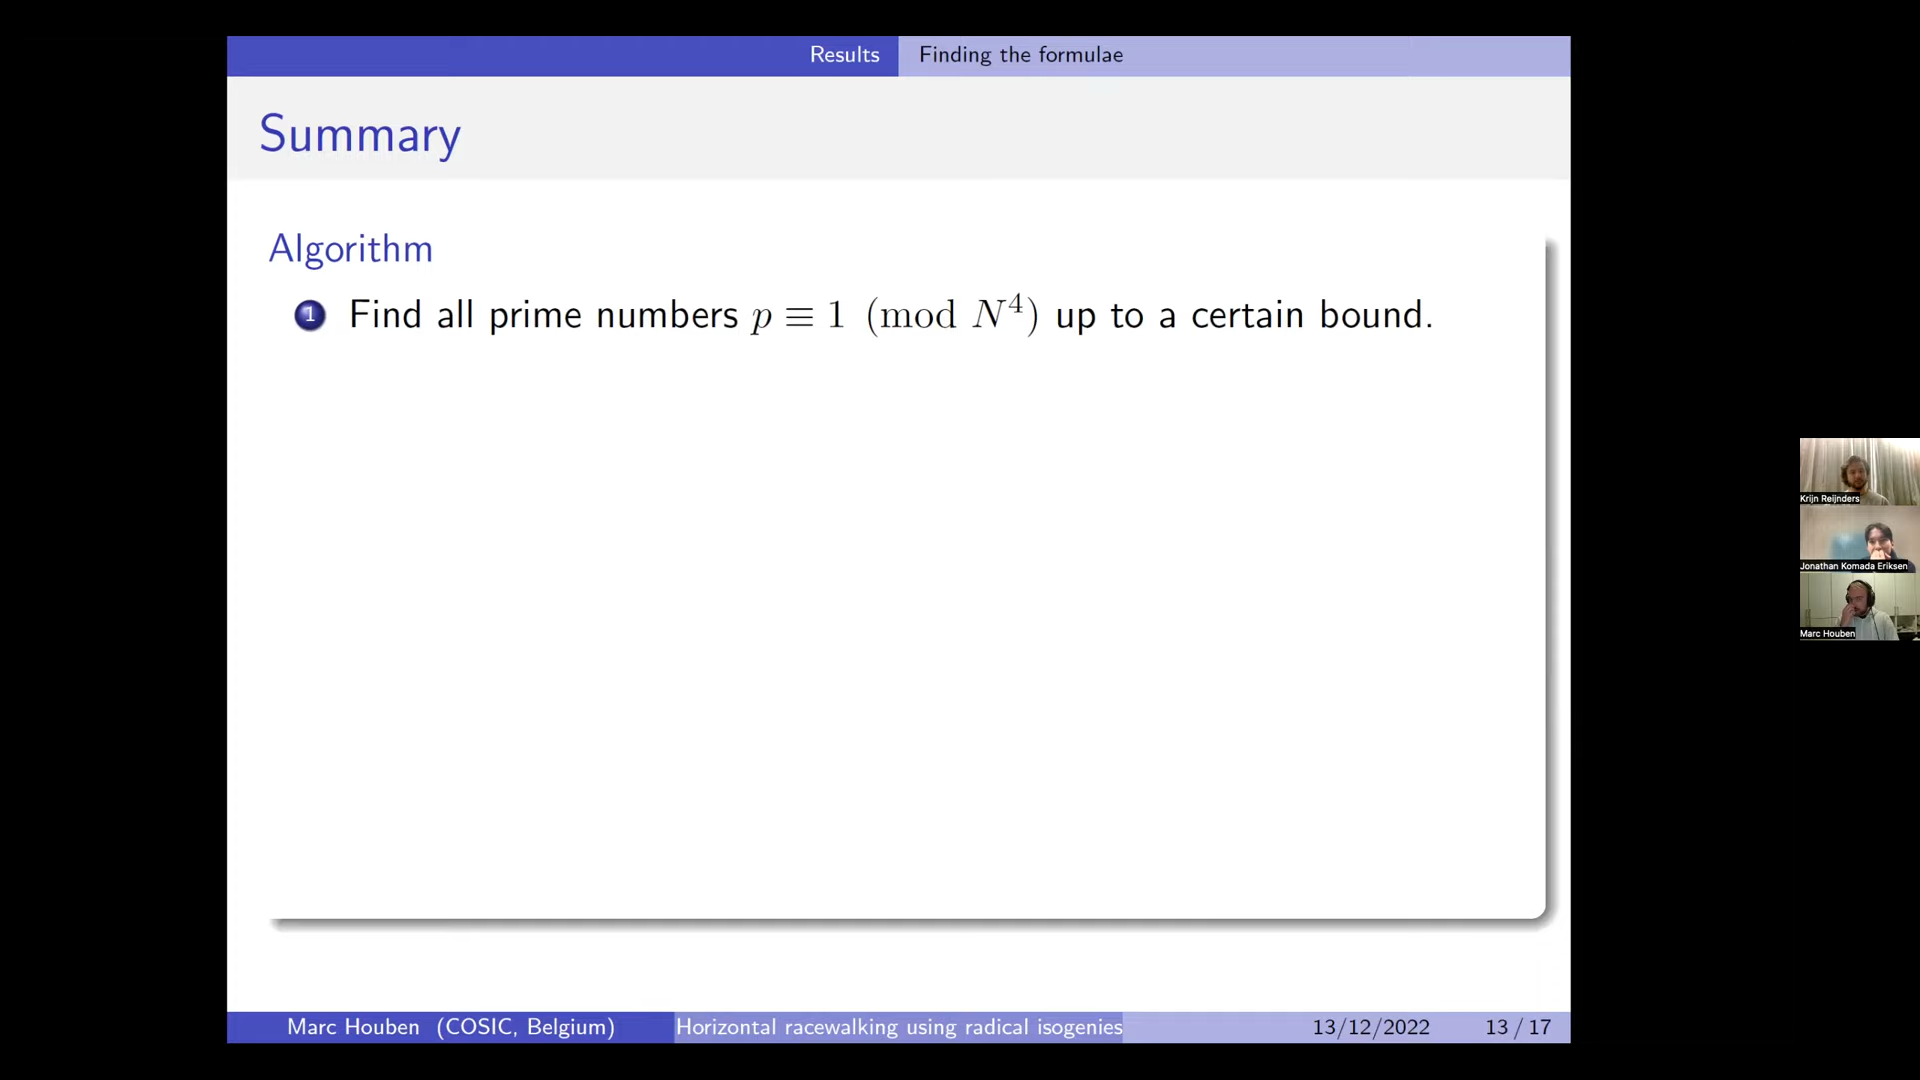 Results Finding the formulae
Summary
Algorithm
1 Find all prime numbers p ≡ 1 (mod N⁴) up to a certain bound.
Krijn Reijnders
Jonathan Komada Eriksen
Marc Houben
Marc Houben (COSIC, Belgium) Horizontal racewalking using radical isogenies 13/12/2022 13 / 17